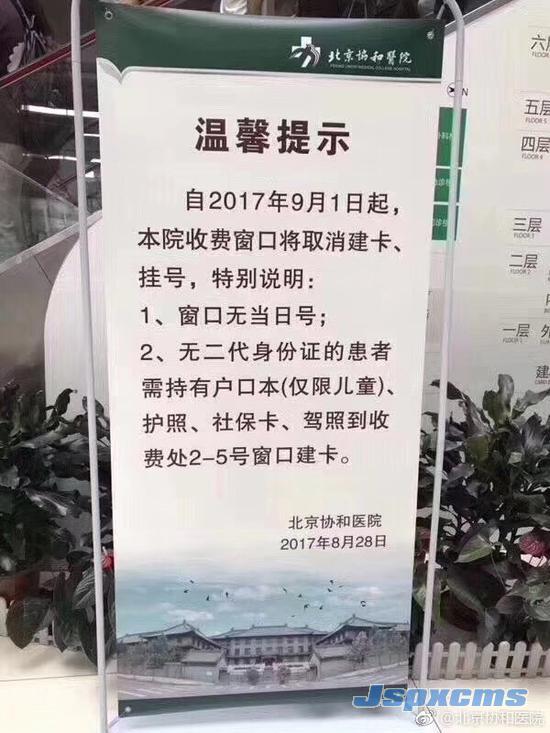 北京协和醫院
PEKING UNION MEDICAL COLLEGE HOSPITAL
温馨提示
自2017年9月1日起，
本院收费窗口将取消建卡、
挂号，特别说明：
1、窗口无当日号；
2、无二代身份证的患者
需持有户口本(仅限儿童)、
护照、社保卡、驾照到收
费处2-5号窗口建卡。
北京协和医院
2017年8月28日
N
五层
FLOOR 5
四层
FLOOR 4
三层
FLOOR 3
二层
FLOOR 2
一层
FLOOR 1
Jspxcms
@北京协和医院